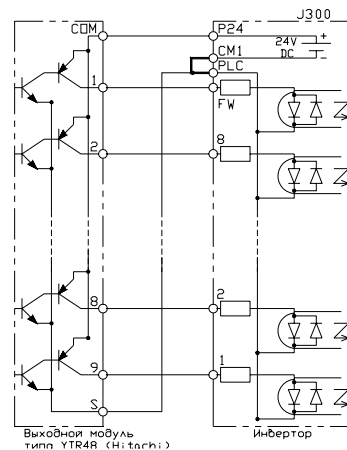 J300
COM
P24
24V
+
DC
CM1
PLC
1
FW
2
8
8
2
9
1
S
Выходной модуль
типа YTR48 (Hitachi)
Инвертор